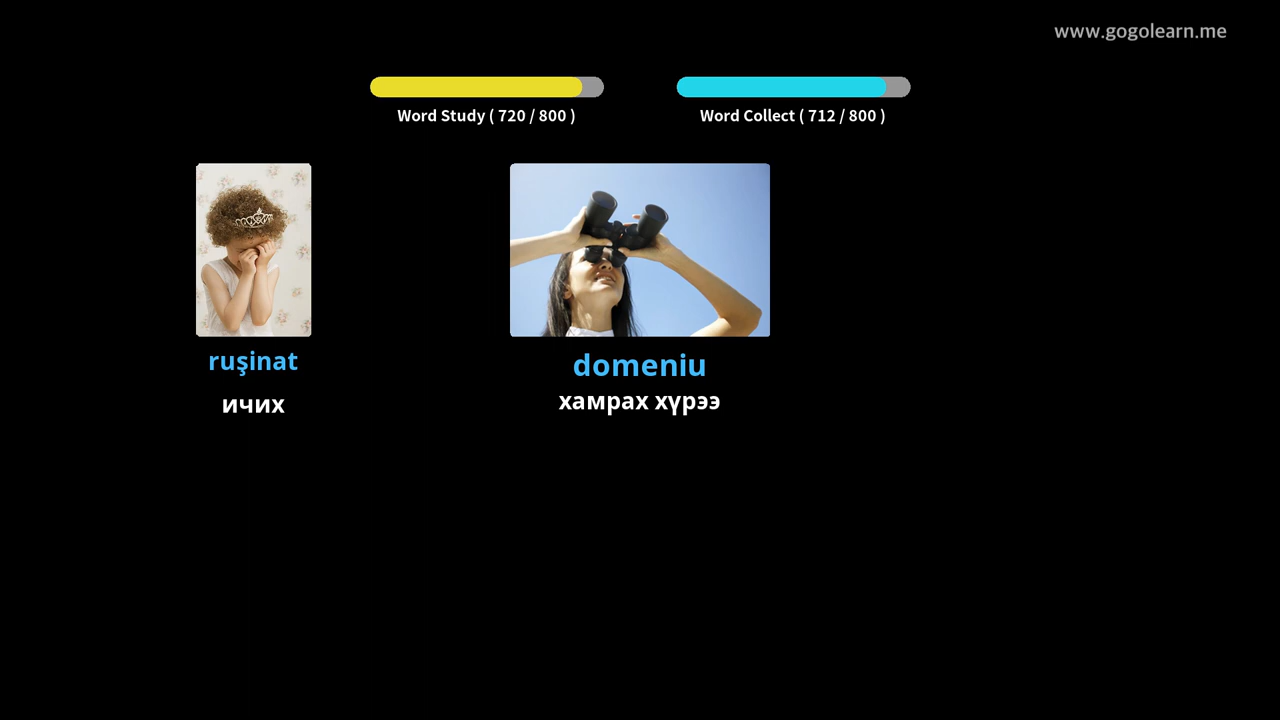 www.gogolearn.me
Word Study ( 720 / 800 )
Word Collect ( 712 / 800 )
ruşinat
ичих
domeniu
хамрах хүрээ